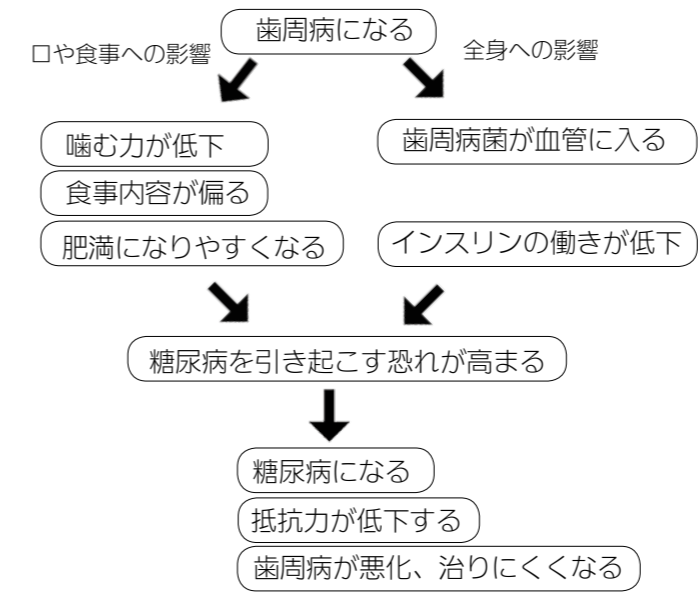 歯周病になる
口や食事への影響
全身への影響
噛む力が低下
食事内容が偏る
肥満になりやすくなる
歯周病菌が血管に入る
インスリンの働きが低下
糖尿病を引き起こす恐れが高まる
糖尿病になる
抵抗力が低下する
歯周病が悪化、治りにくくなる